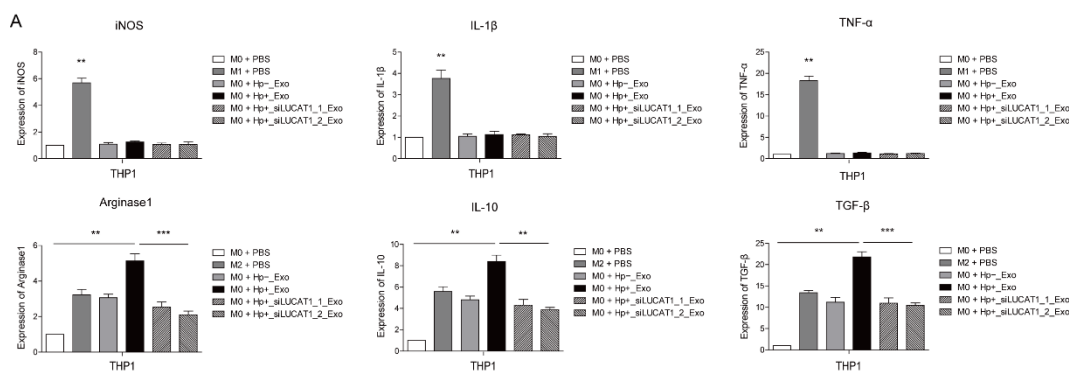 A
iNOS
Expression of iNOS
8
6
4
2
0
**
THP1
M0 + PBS
M1 + PBS
M0 + Hp−_Exo
M0 + Hp+_Exo
M0 + Hp+_siLUCAT1_1_Exo
M0 + Hp+_siLUCAT1_2_Exo
IL-1β
Expression of IL-1β
5
4
3
2
1
0
**
THP1
M0 + PBS
M1 + PBS
M0 + Hp−_Exo
M0 + Hp+_Exo
M0 + Hp+_siLUCAT1_1_Exo
M0 + Hp+_siLUCAT1_2_Exo
TNF-α
Expression of TNF-α
25
20
15
10
5
0
**
THP1
M0 + PBS
M1 + PBS
M0 + Hp−_Exo
M0 + Hp+_Exo
M0 + Hp+_siLUCAT1_1_Exo
M0 + Hp+_siLUCAT1_2_Exo
Arginase1
Expression of Arginase1
6
4
2
0
** ***
THP1
M0 + PBS
M2 + PBS
M0 + Hp−_Exo
M0 + Hp+_Exo
M0 + Hp+_siLUCAT1_1_Exo
M0 + Hp+_siLUCAT1_2_Exo
IL-10
Expression of IL-10
10
8
6
4
2
0
** **
THP1
M0 + PBS
M2 + PBS
M0 + Hp−_Exo
M0 + Hp+_Exo
M0 + Hp+_siLUCAT1_1_Exo
M0 + Hp+_siLUCAT1_2_Exo
TGF-β
Expression of TGF-β
25
20
15
10
5
0
** ***
THP1
M0 + PBS
M2 + PBS
M0 + Hp−_Exo
M0 + Hp+_Exo
M0 + Hp+_siLUCAT1_1_Exo
M0 + Hp+_siLUCAT1_2_Exo